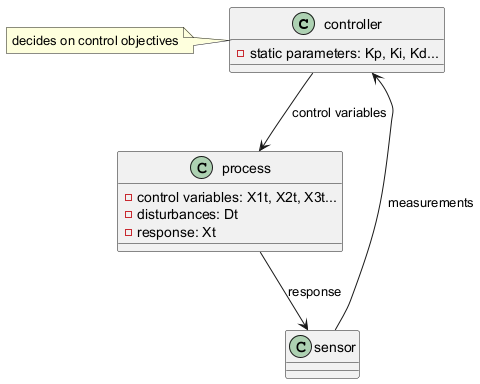 C controller
decides on control objectives
static parameters: Kp, Ki, Kd...
control variables
C process
control variables: X1t, X2t, X3t...
disturbances: Dt
response: Xt
measurements
response
C sensor